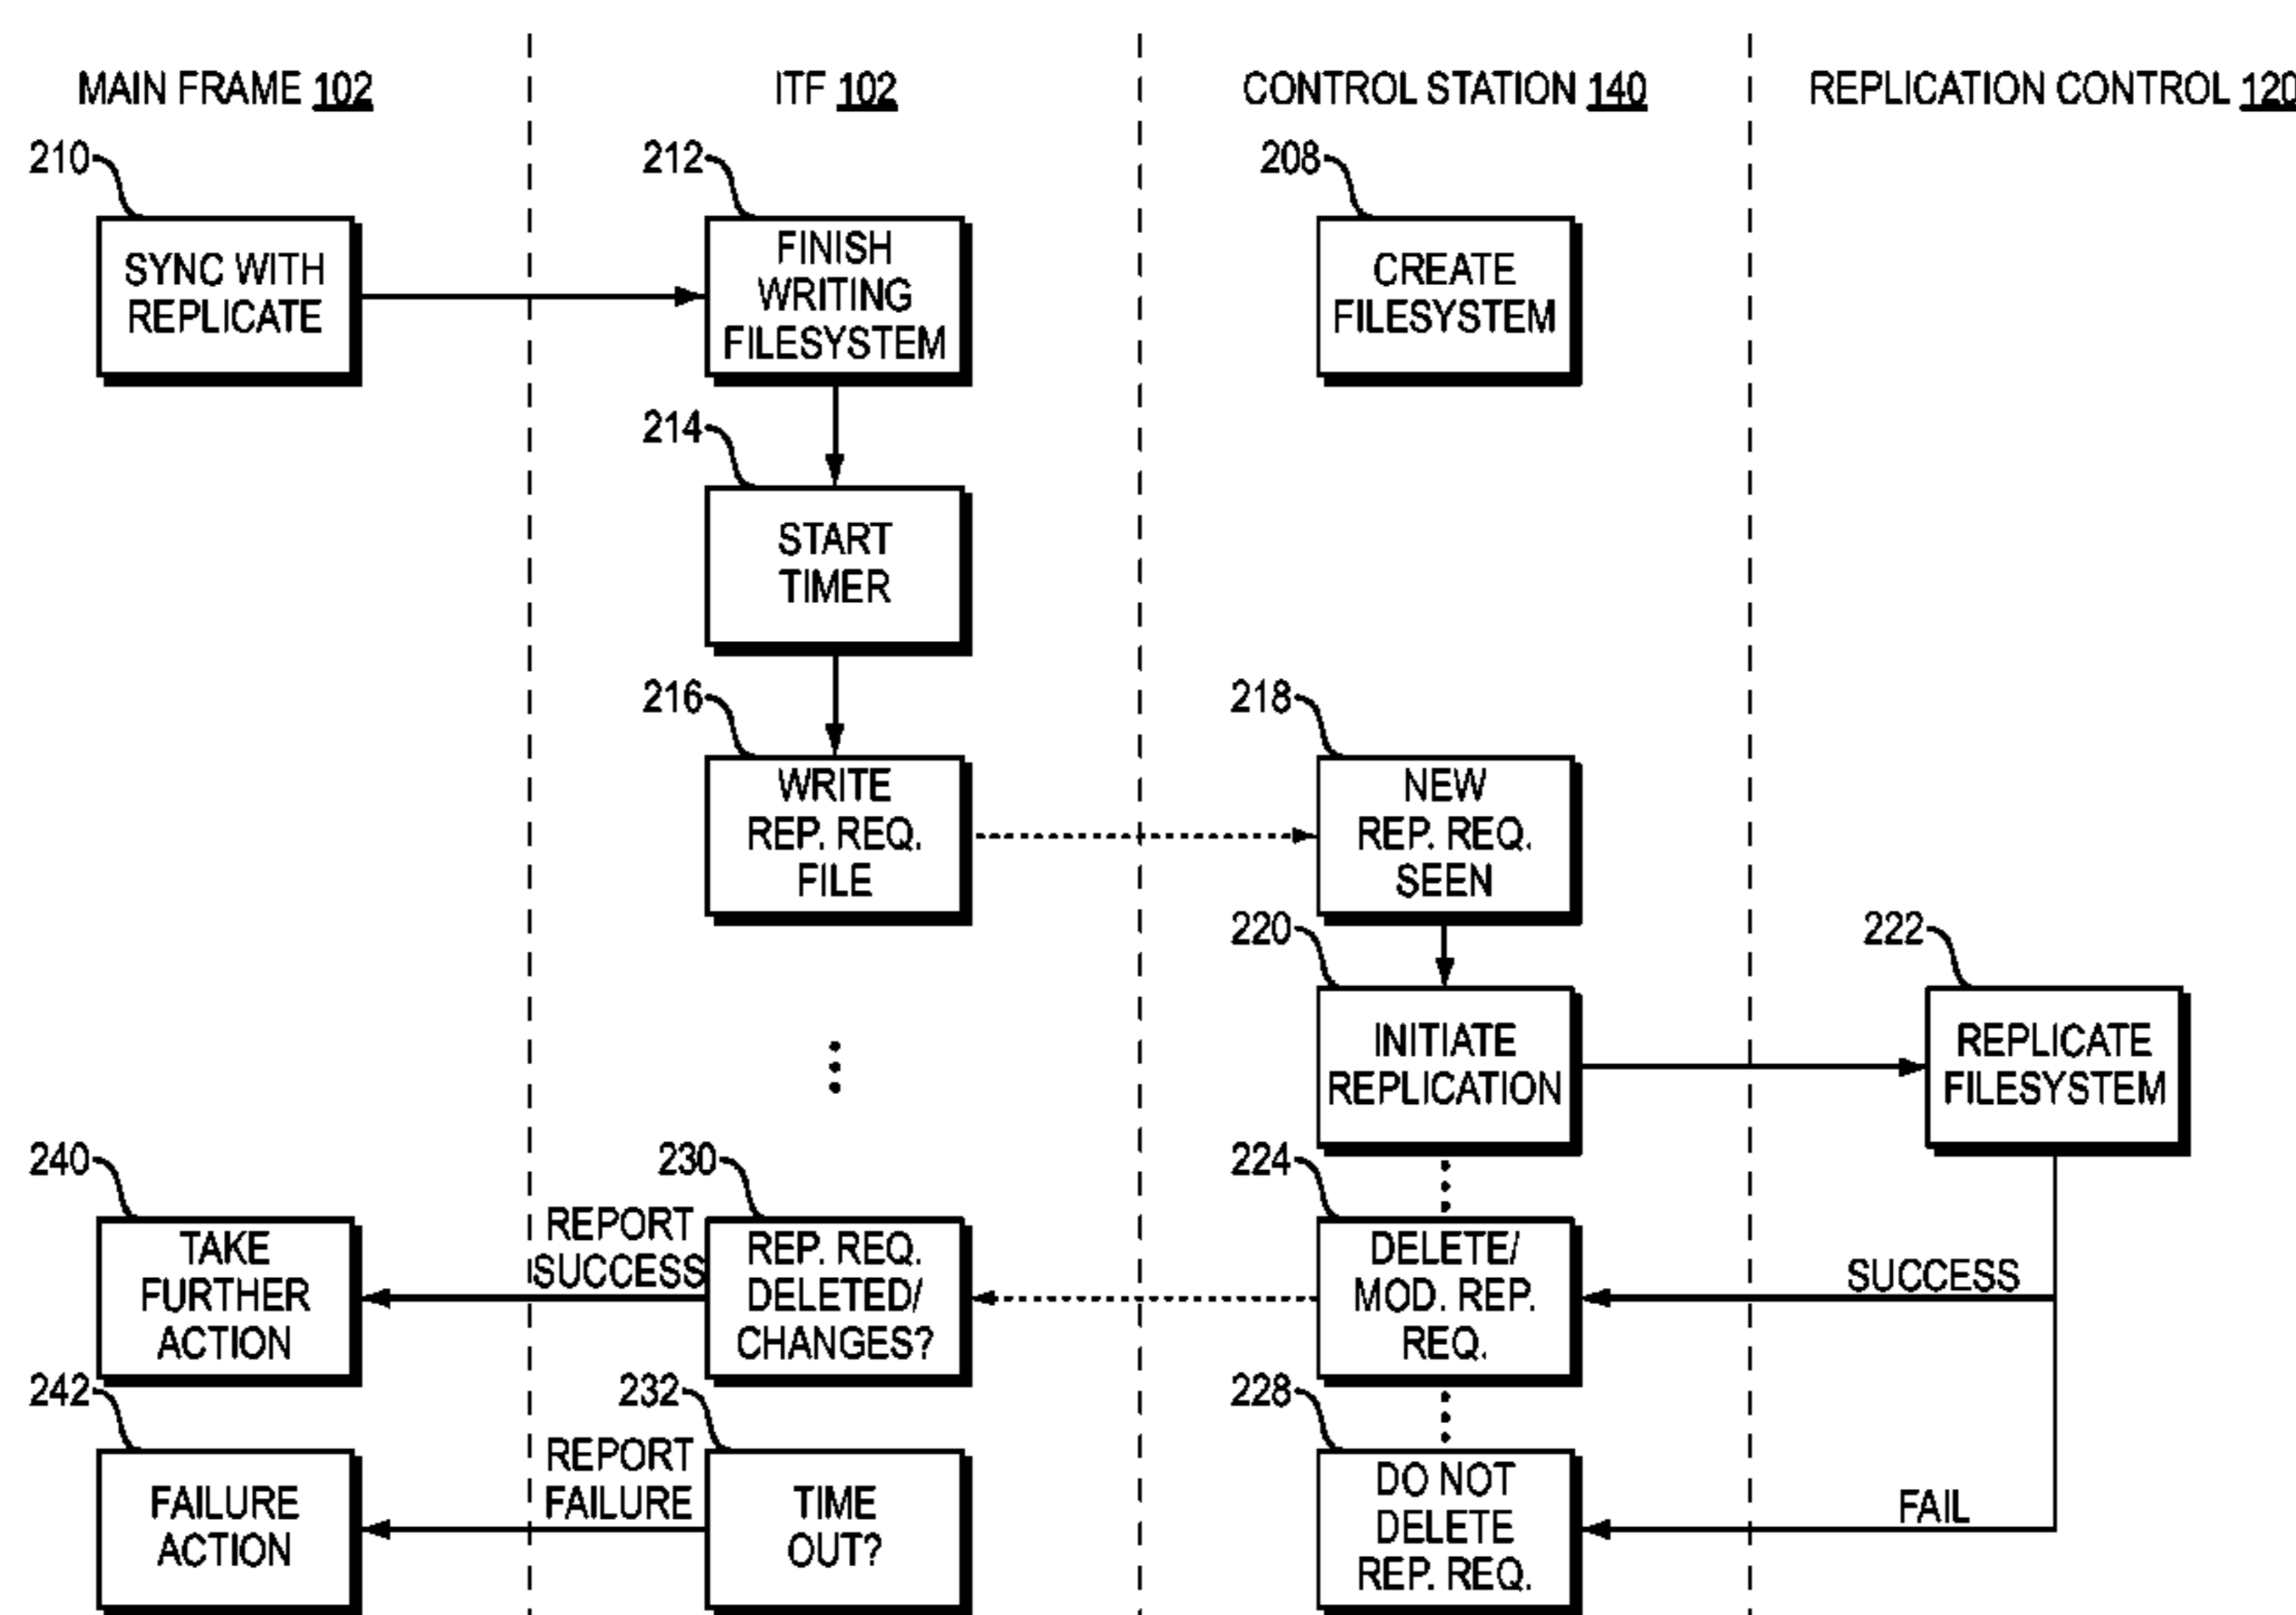 MAIN FRAME 102
ITF 102
CONTROL STATION 140
REPLICATION CONTROL 120
210
212
208
SYNC WITH
REPLICATE
FINISH
WRITING
FILESYSTEM
CREATE
FILESYSTEM
214
START
TIMER
216
218
WRITE
REP. REQ.
FILE
NEW
REP. REQ.
SEEN
220
222
INITIATE
REPLICATION
REPLICATE
FILESYSTEM
240
230
224
TAKE
FURTHER
ACTION
REPORT
SUCCESS
REP. REQ.
DELETED/
CHANGES?
DELETE/
MOD. REP.
REQ.
SUCCESS
242
232
228
FAILURE
ACTION
REPORT
FAILURE
TIME
OUT?
DO NOT
DELETE
REP. REQ.
FAIL